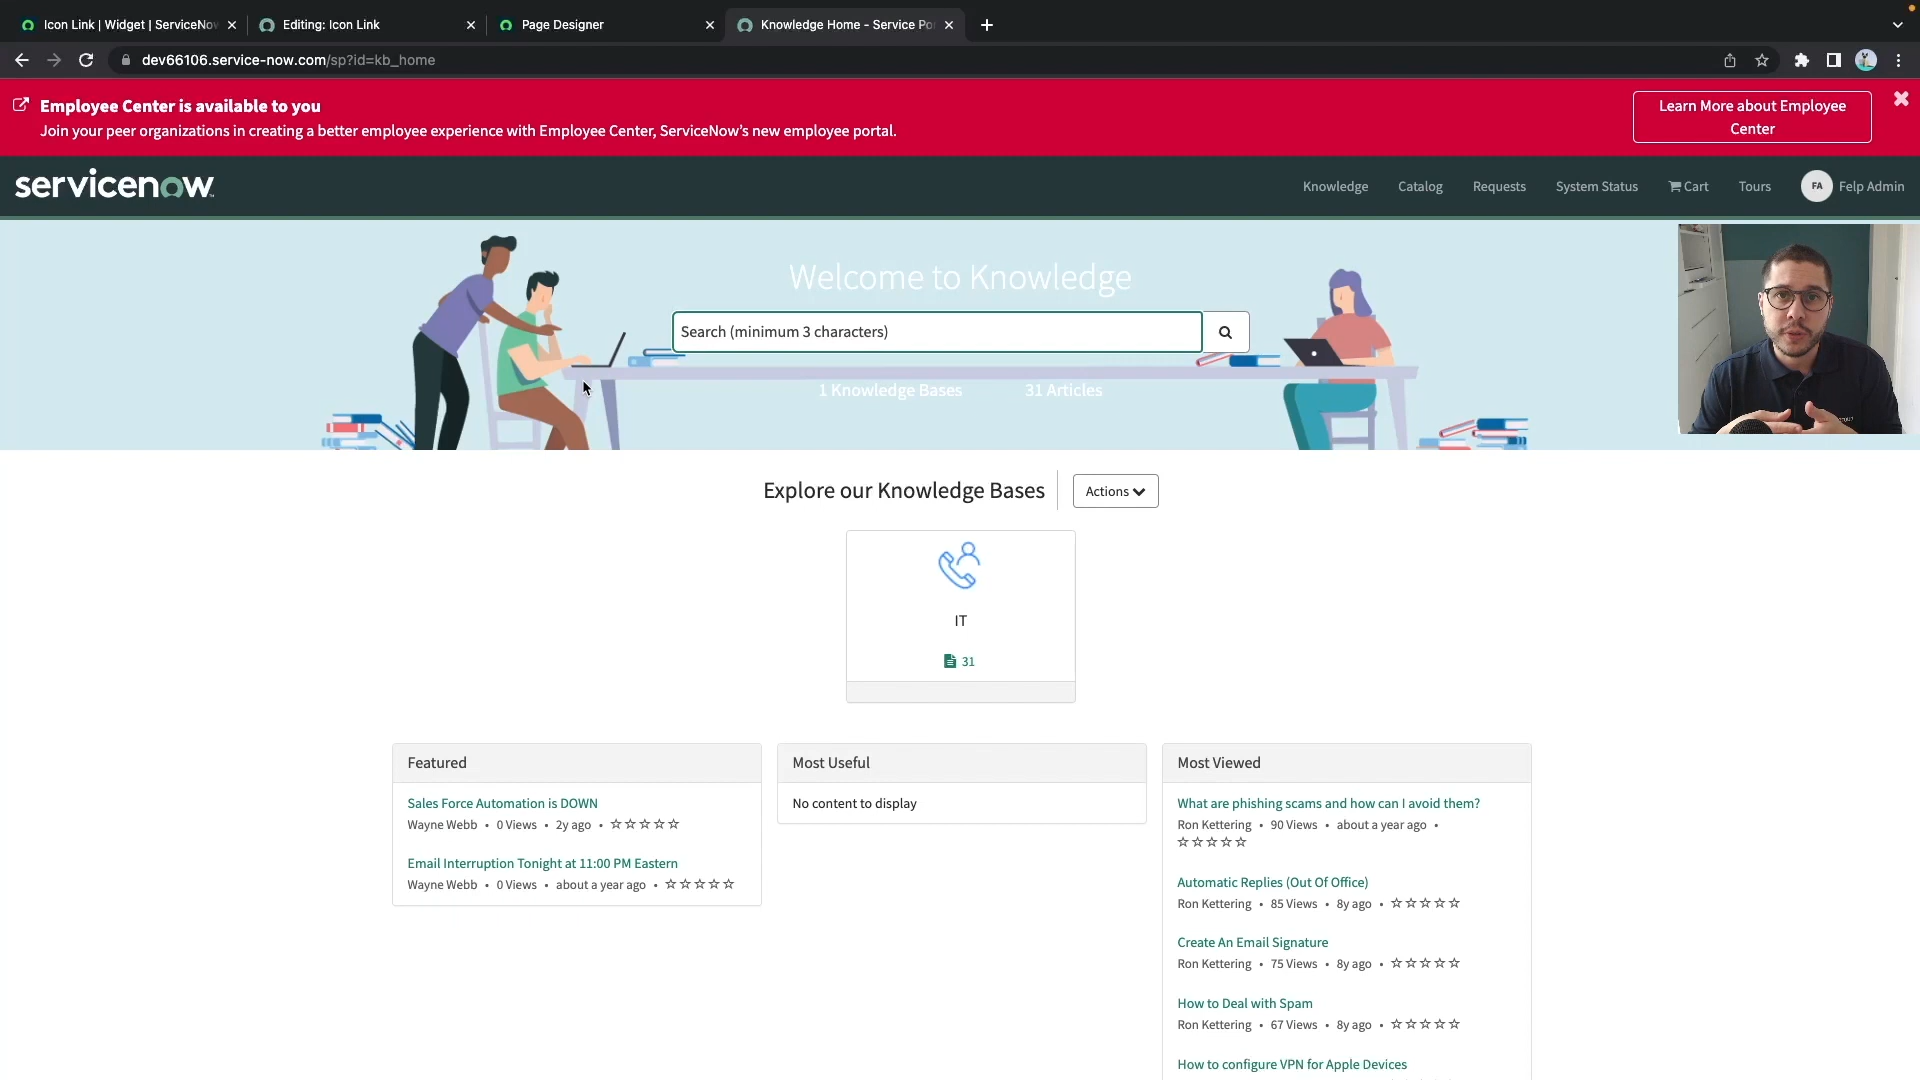 Icon Link | Widget | ServiceNow
Editing: Icon Link
Page Designer
Knowledge Home - Service Po
dev66106.service-now.com/sp?id=kb_home
Employee Center is available to you
Join your peer organizations in creating a better employee experience with Employee Center, ServiceNow's new employee portal.
Learn More about Employee
Center
servicenow
Knowledge
Catalog
Requests
System Status
Cart
Tours
FA
Felp Admin
Welcome to Knowledge
Search (minimum 3 characters)
1 Knowledge Bases
31 Articles
Explore our Knowledge Bases
Actions
IT
31
Featured
Sales Force Automation is DOWN
Wayne Webb • 0 Views • 2y ago •
Email Interruption Tonight at 11:00 PM Eastern
Wayne Webb • 0 Views • about a year ago •
Most Useful
No content to display
Most Viewed
What are phishing scams and how can I avoid them?
Ron Kettering • 90 Views • about a year ago •
Automatic Replies (Out Of Office)
Ron Kettering • 85 Views • 8y ago •
Create An Email Signature
Ron Kettering • 75 Views • 8y ago •
How to Deal with Spam
Ron Kettering • 67 Views • 8y ago •
How to configure VPN for Apple Devices